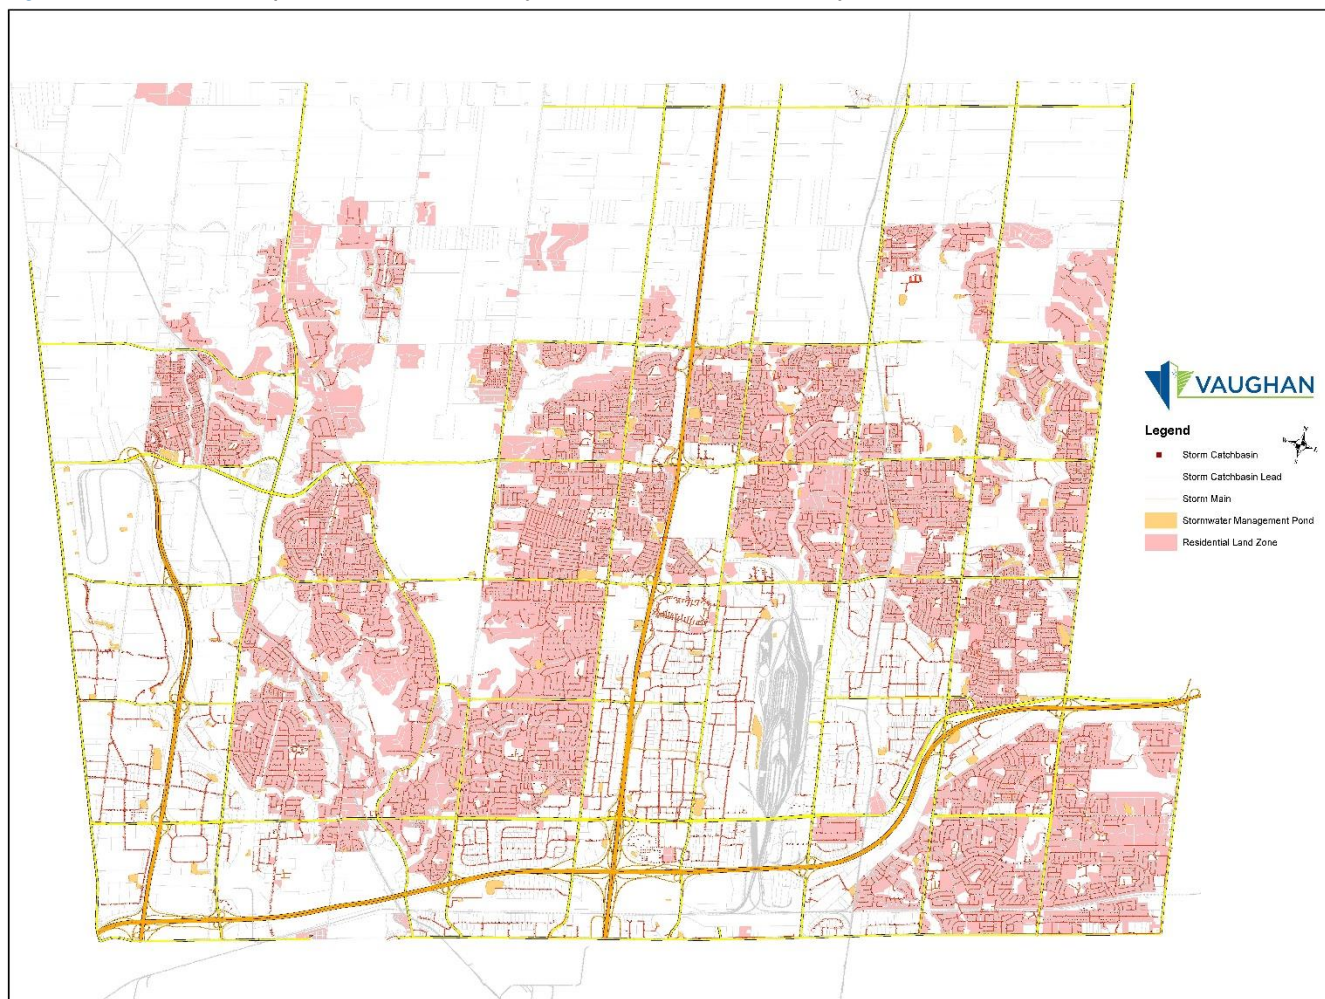 VAUGHAN
Legend
Storm Catchbasin
Storm Catchbasin Lead
Storm Main
Stormwater Management Pond
Residential Land Zone